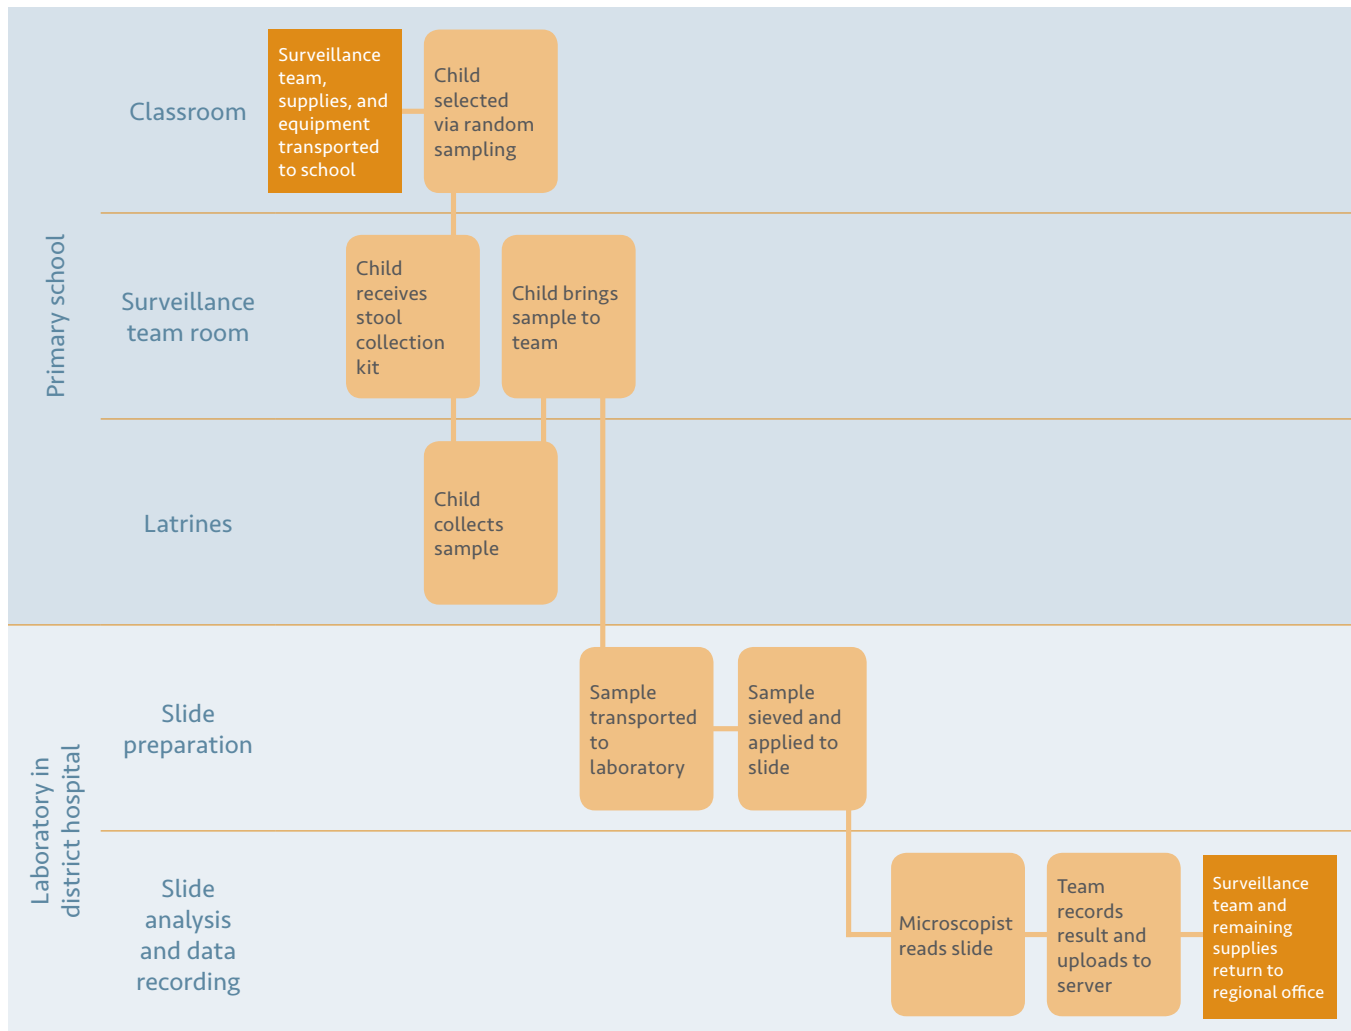 Primary school
Classroom
Surveillance
team,
supplies, and
equipment
transported
to school
Child
selected
via random
sampling
Surveillance
team room
Child
receives
stool
collection
kit
Child brings
sample to
team
Latrines
Child
collects
sample
Laboratory in
district hospital
Slide
preparation
Sample
transported
to
laboratory
Sample
sieved and
applied to
slide
Slide
analysis
and data
recording
Microscopist
reads slide
Team
records
result and
uploads to
server
Surveillance
team and
remaining
supplies
return to
regional office